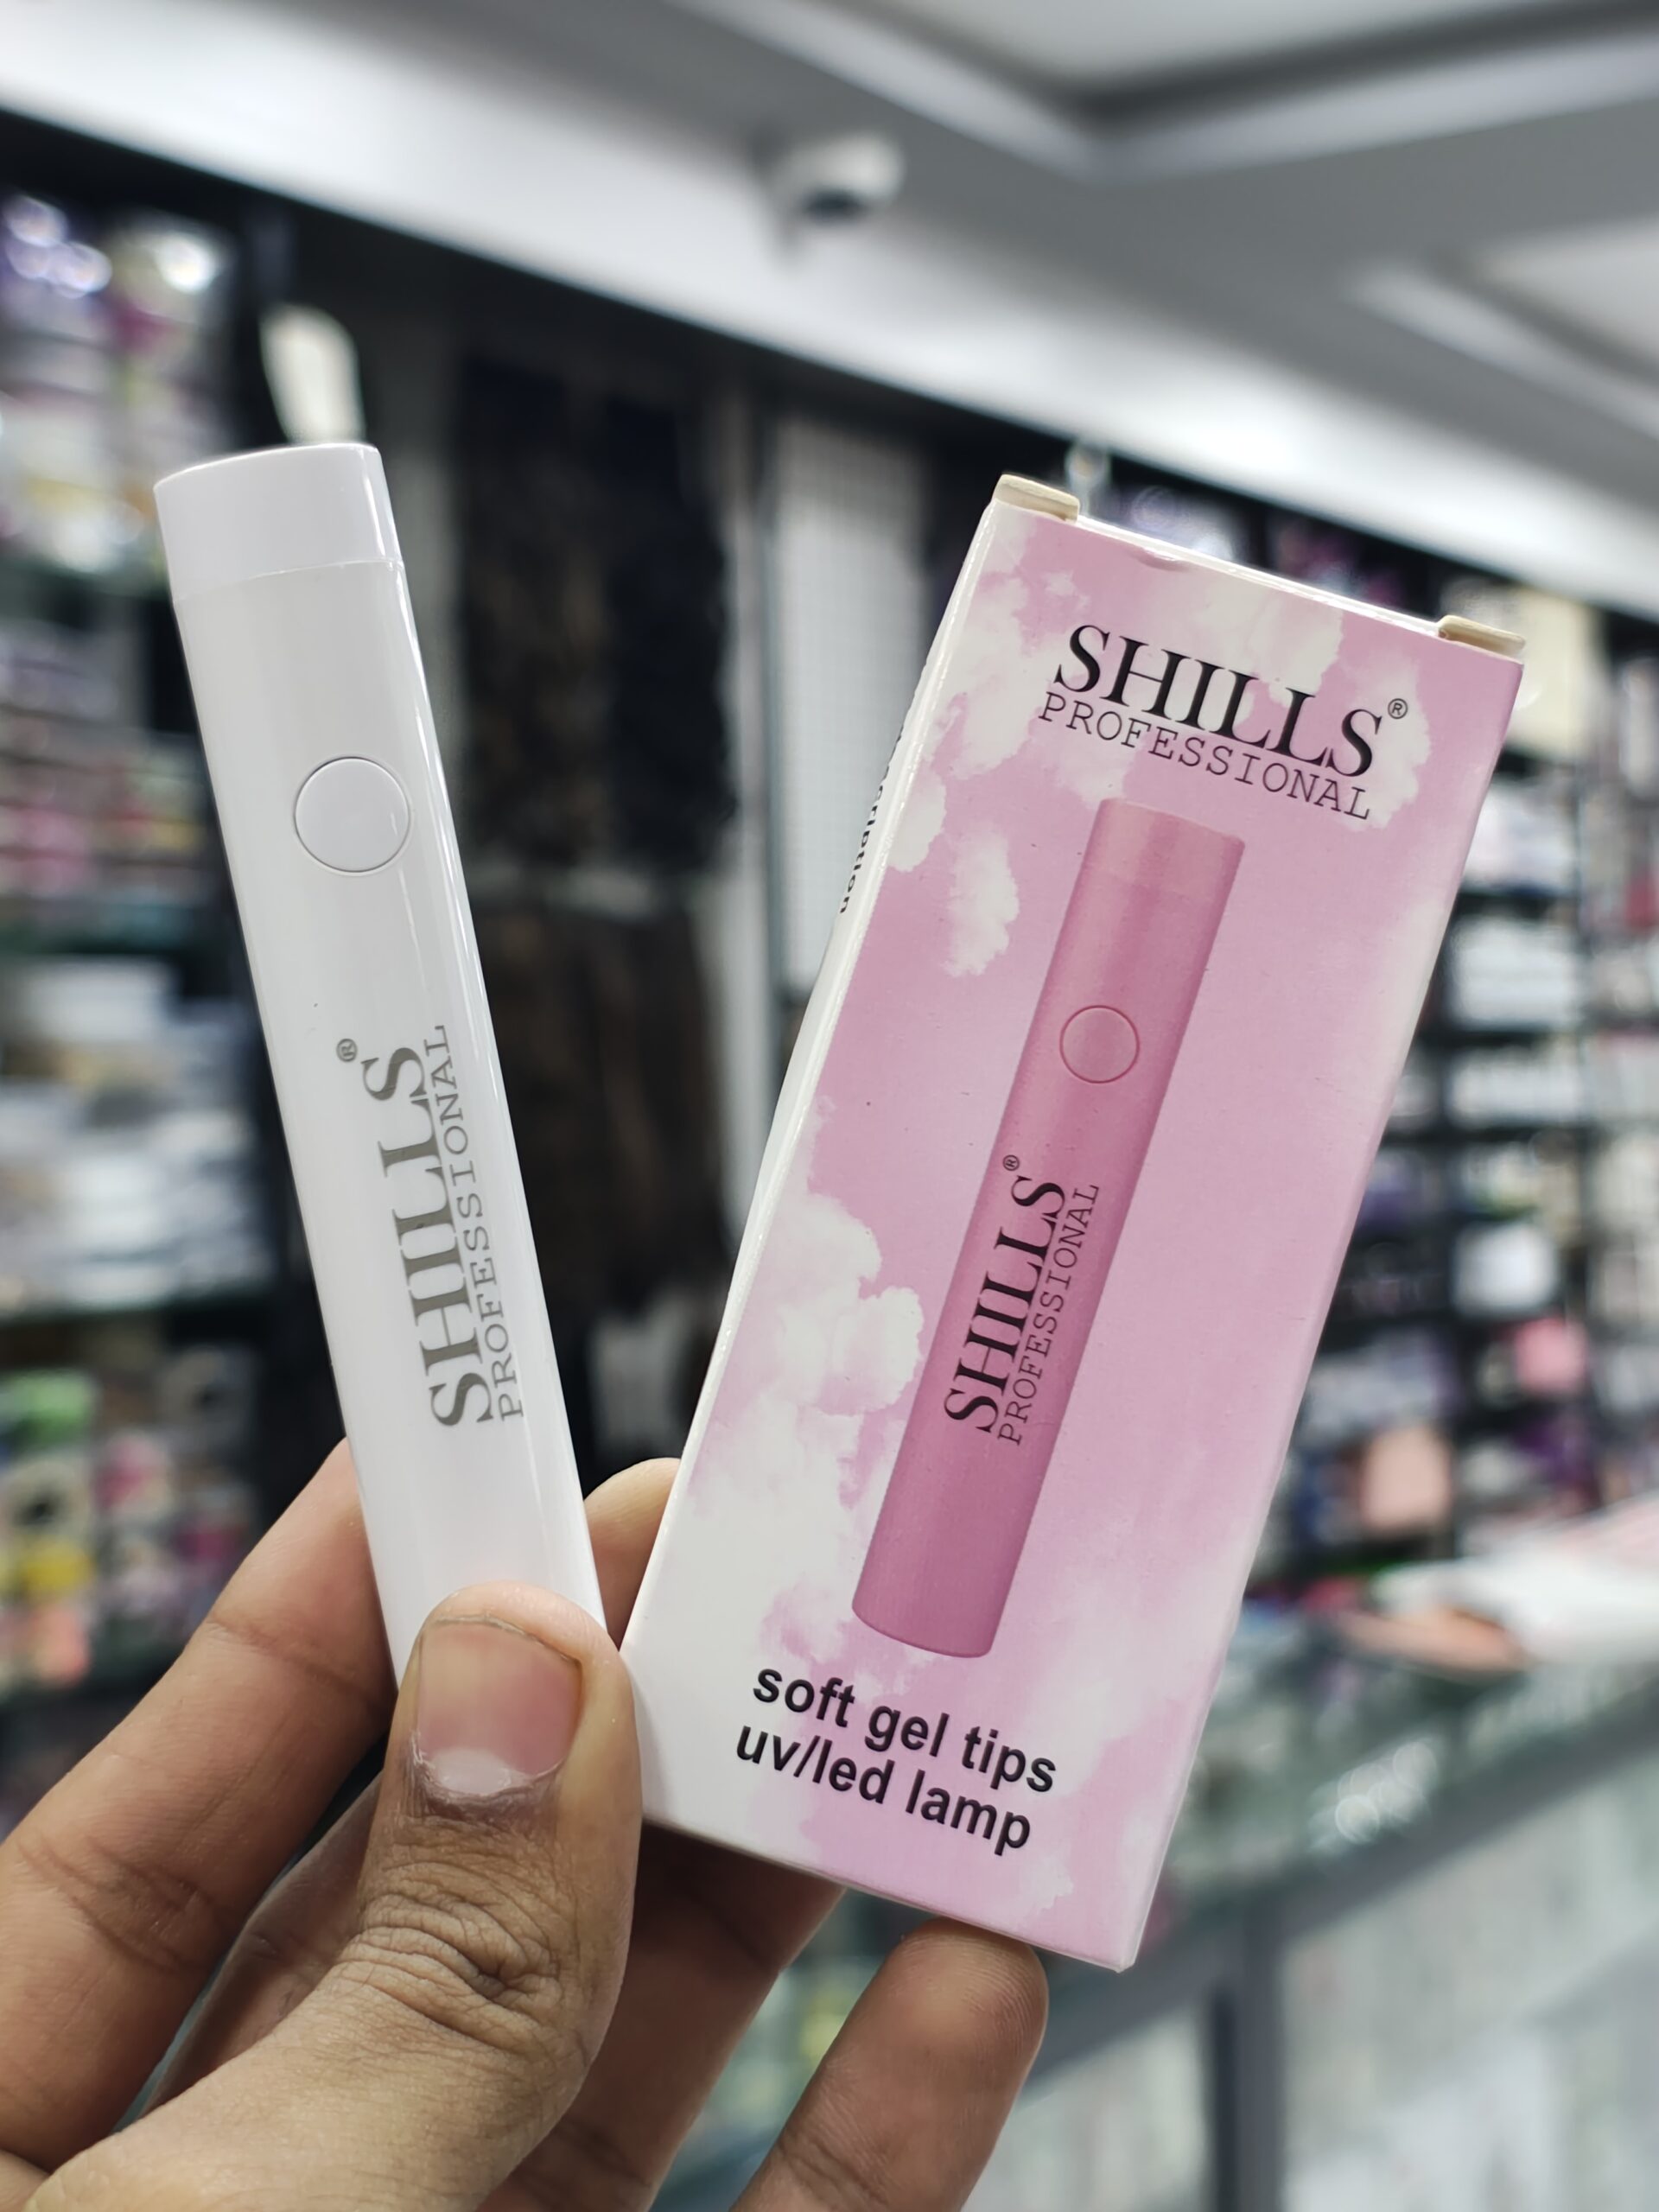 SHILLS®
PROFESSIONAL
SHILLS®
PROFESSIONAL
SHILLS®
PROFESSIONAL
soft gel tips
uv/led lamp